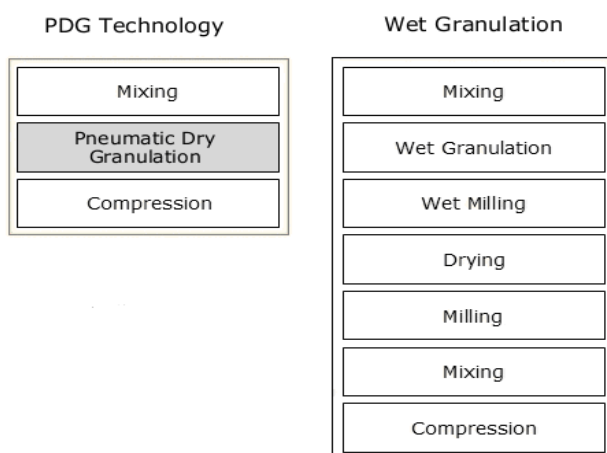 PDG Technology
Mixing
Pneumatic Dry
Granulation
Compression
Wet Granulation
Mixing
Wet Granulation
Wet Milling
Drying
Milling
Mixing
Compression